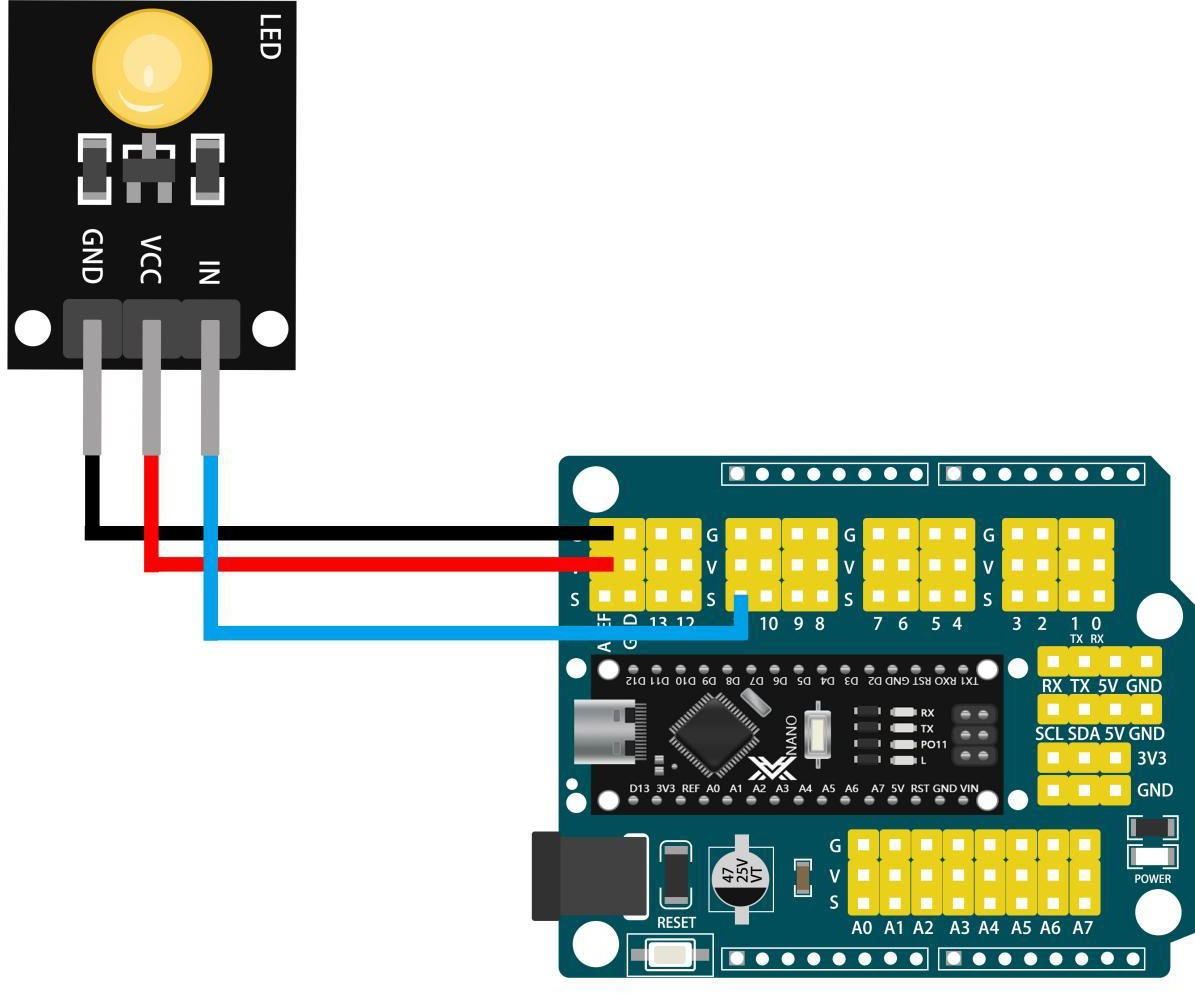 LED
GND VCC IN
G G G
V V V
S S S S
13 12 10 9 8 7 6 5 4 3 2 1 0
TX RX
RX TX 5V GND
SCL SDA 5V GND
3V3
GND
D12 D11 D10 D9 D8 D7 D6 D5 D4 D3 D2 GND RST RX0 TX1
NANO
RX
TX
PO11
L
D13 3V3 REF A0 A1 A2 A3 A4 A5 A6 A7 5V RST GND VIN
47
25V
VT
RESET
G
V
S
A0 A1 A2 A3 A4 A5 A6 A7
POWER